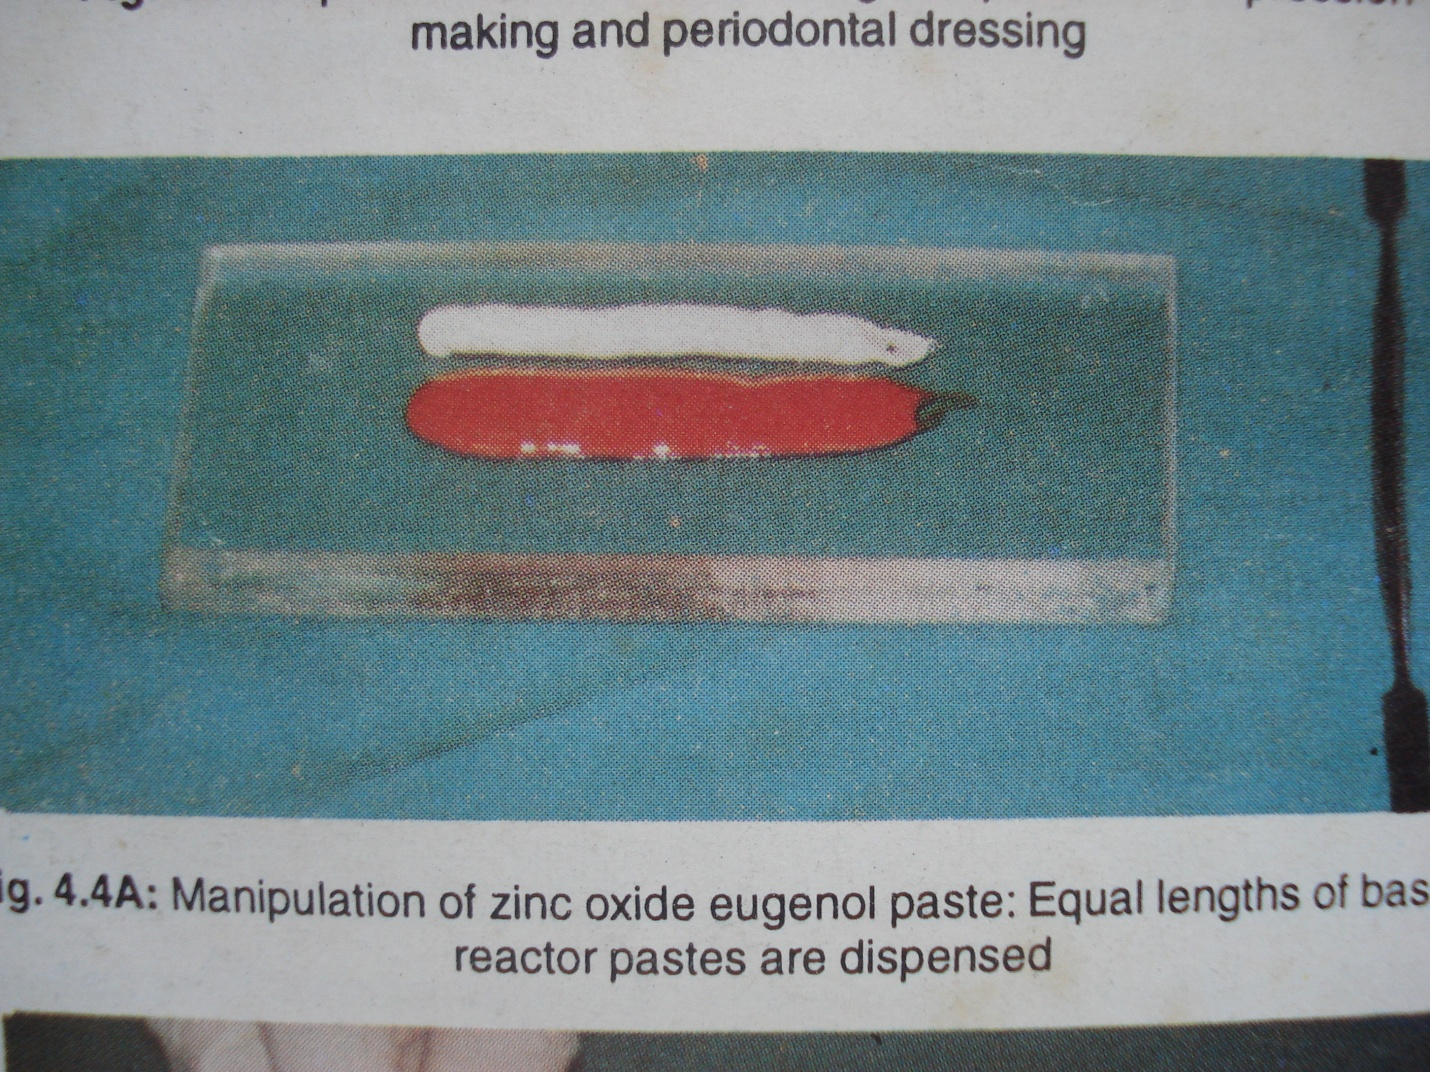 making and periodontal dressing
ig. 4.4A: Manipulation of zinc oxide eugenol paste: Equal lengths of bas
reactor pastes are dispensed